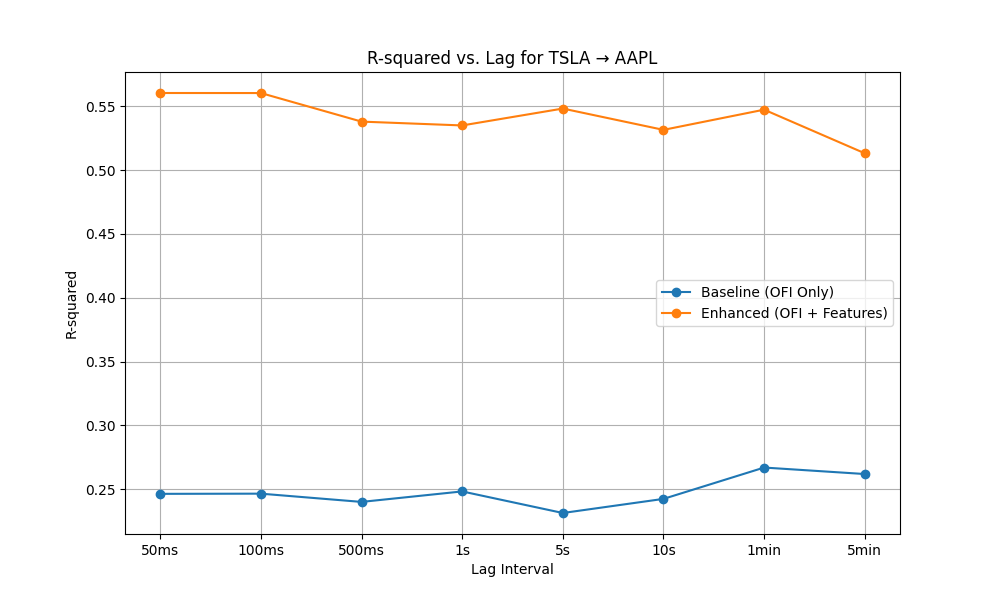 R-squared vs. Lag for TSLA → AAPL
R-squared
0.55
0.50
0.45
0.40
0.35
0.30
0.25
Baseline (OFI Only)
Enhanced (OFI + Features)
50ms 100ms 500ms 1s 5s 10s 1min 5min
Lag Interval